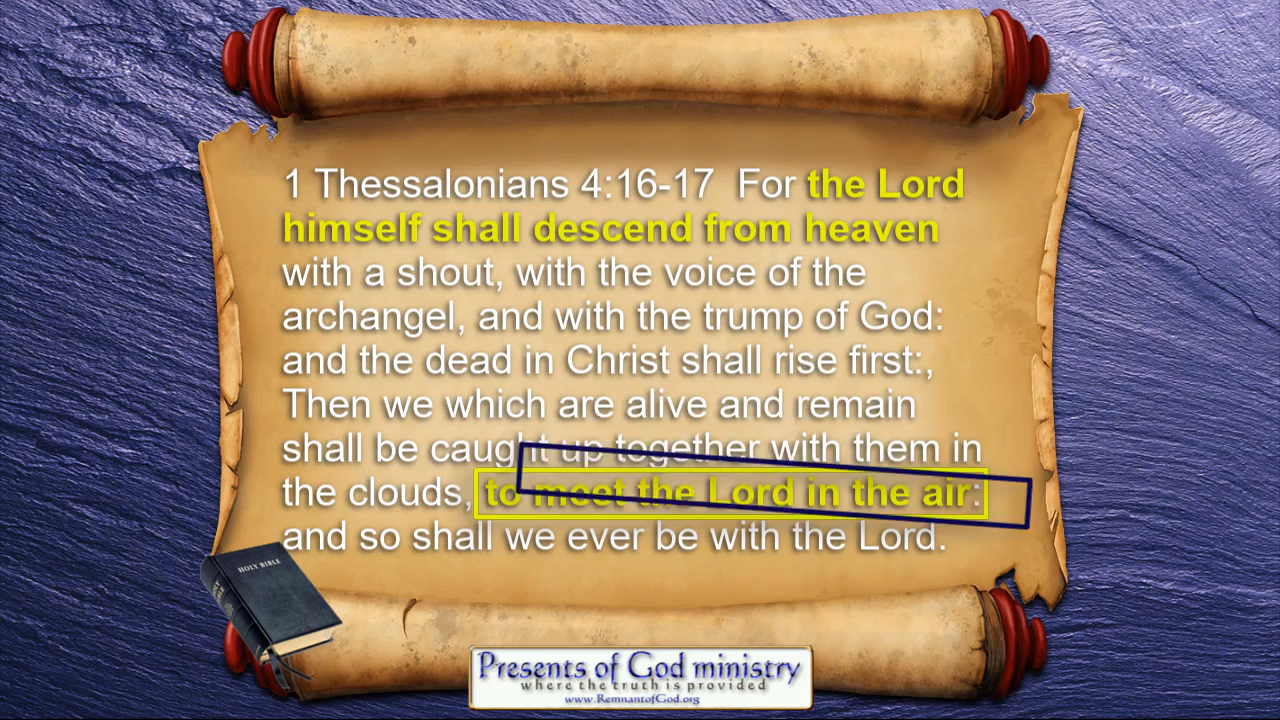 1 Thessalonians 4:16-17  For the Lord
himself shall descend from heaven
with a shout, with the voice of the
archangel, and with the trump of God:
and the dead in Christ shall rise first:,
Then we which are alive and remain
shall be caught up together with them in
the clouds, to meet the Lord in the air:
and so shall we ever be with the Lord.
HOLY BIBLE
Presents of God ministry
where the truth is provided
www.RemnantofGod.org